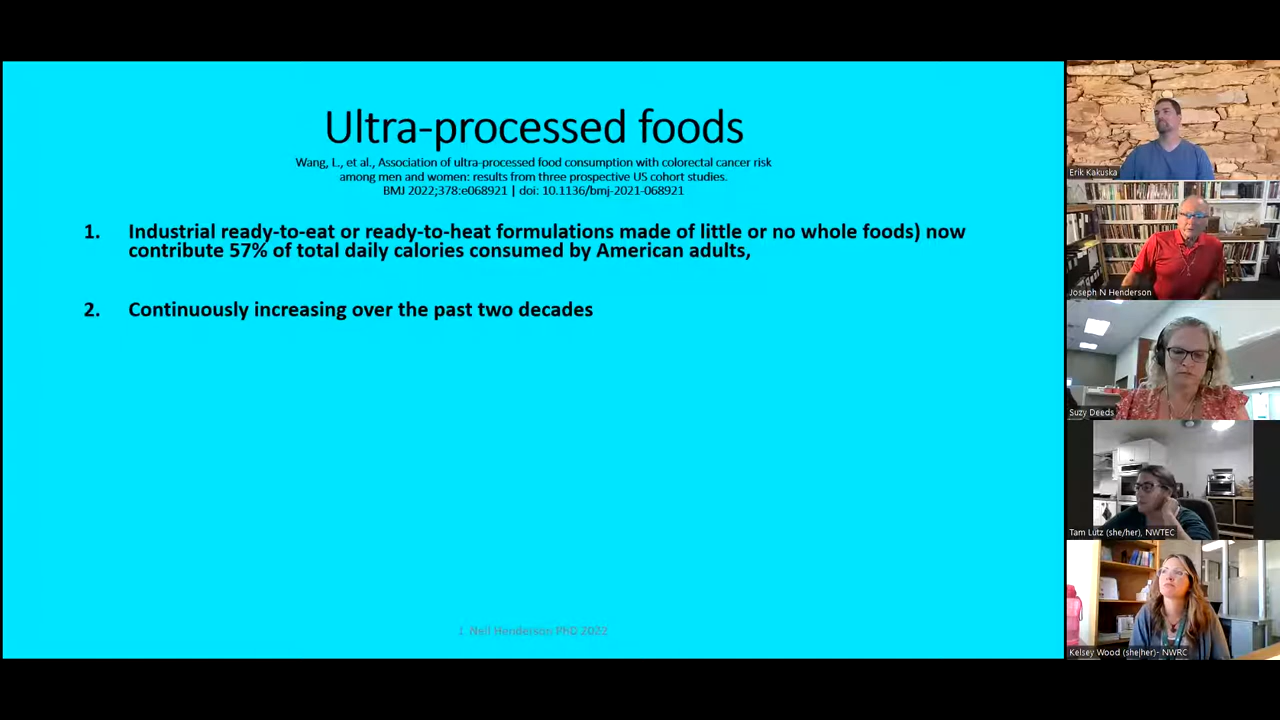 Ultra-processed foods
Wang, L., et al., Association of ultra-processed food consumption with colorectal cancer risk
among men and women: results from three prospective US cohort studies.
BMJ 2022;378:e068921 | doi: 10.1136/bmj-2021-068921
1. Industrial ready-to-eat or ready-to-heat formulations made of little or no whole foods) now
contribute 57% of total daily calories consumed by American adults,
2. Continuously increasing over the past two decades
J Neil Henderson PhD 2022
Erik Kakuska
Joseph N Henderson
Suzy Deeds
Tam Lutz (she/her), NWTEC
Kelsey Wood (she|her)- NWRC